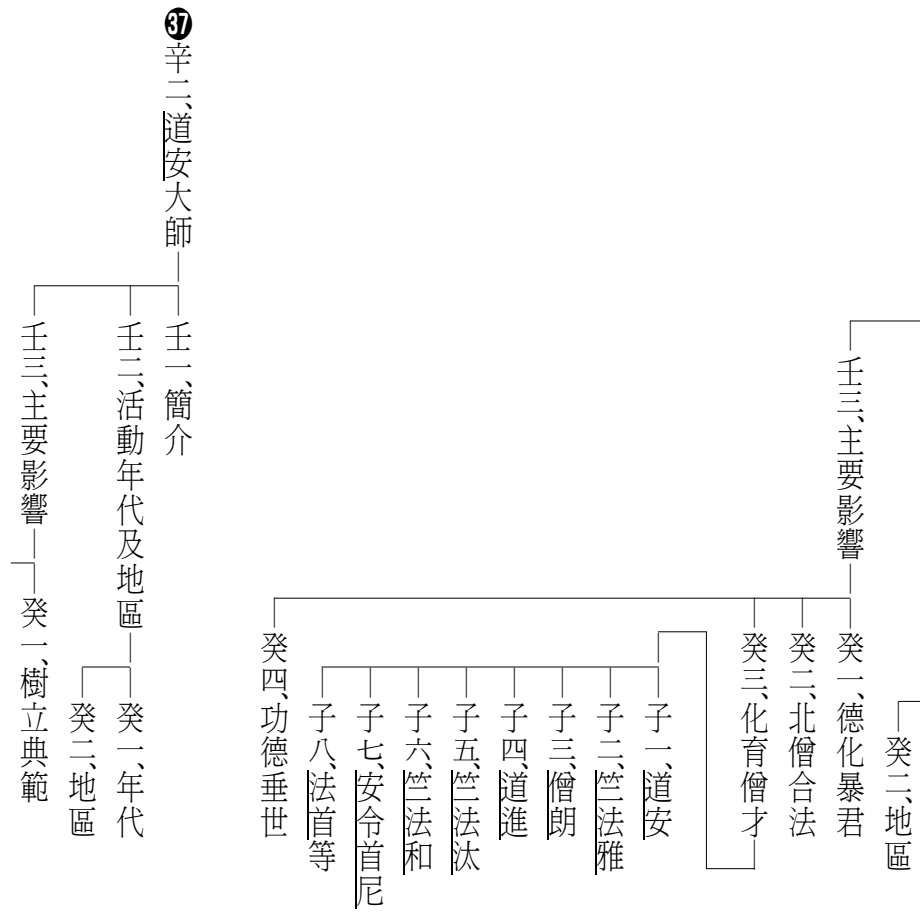 癸二、地區
壬三、主要影響
癸一、德化暴君
癸二、北僧合法
癸三、化育僧才
子一、道安
子二、竺法雅
子三、僧朗
子四、道進
子五、竺法汰
子六、竺法和
子七、安令首尼
子八、法首等
癸四、功德垂世
㊲辛二、道安大師
壬一、簡介
壬二、活動年代及地區
癸一、年代
癸二、地區
壬三、主要影響
癸一、樹立典範